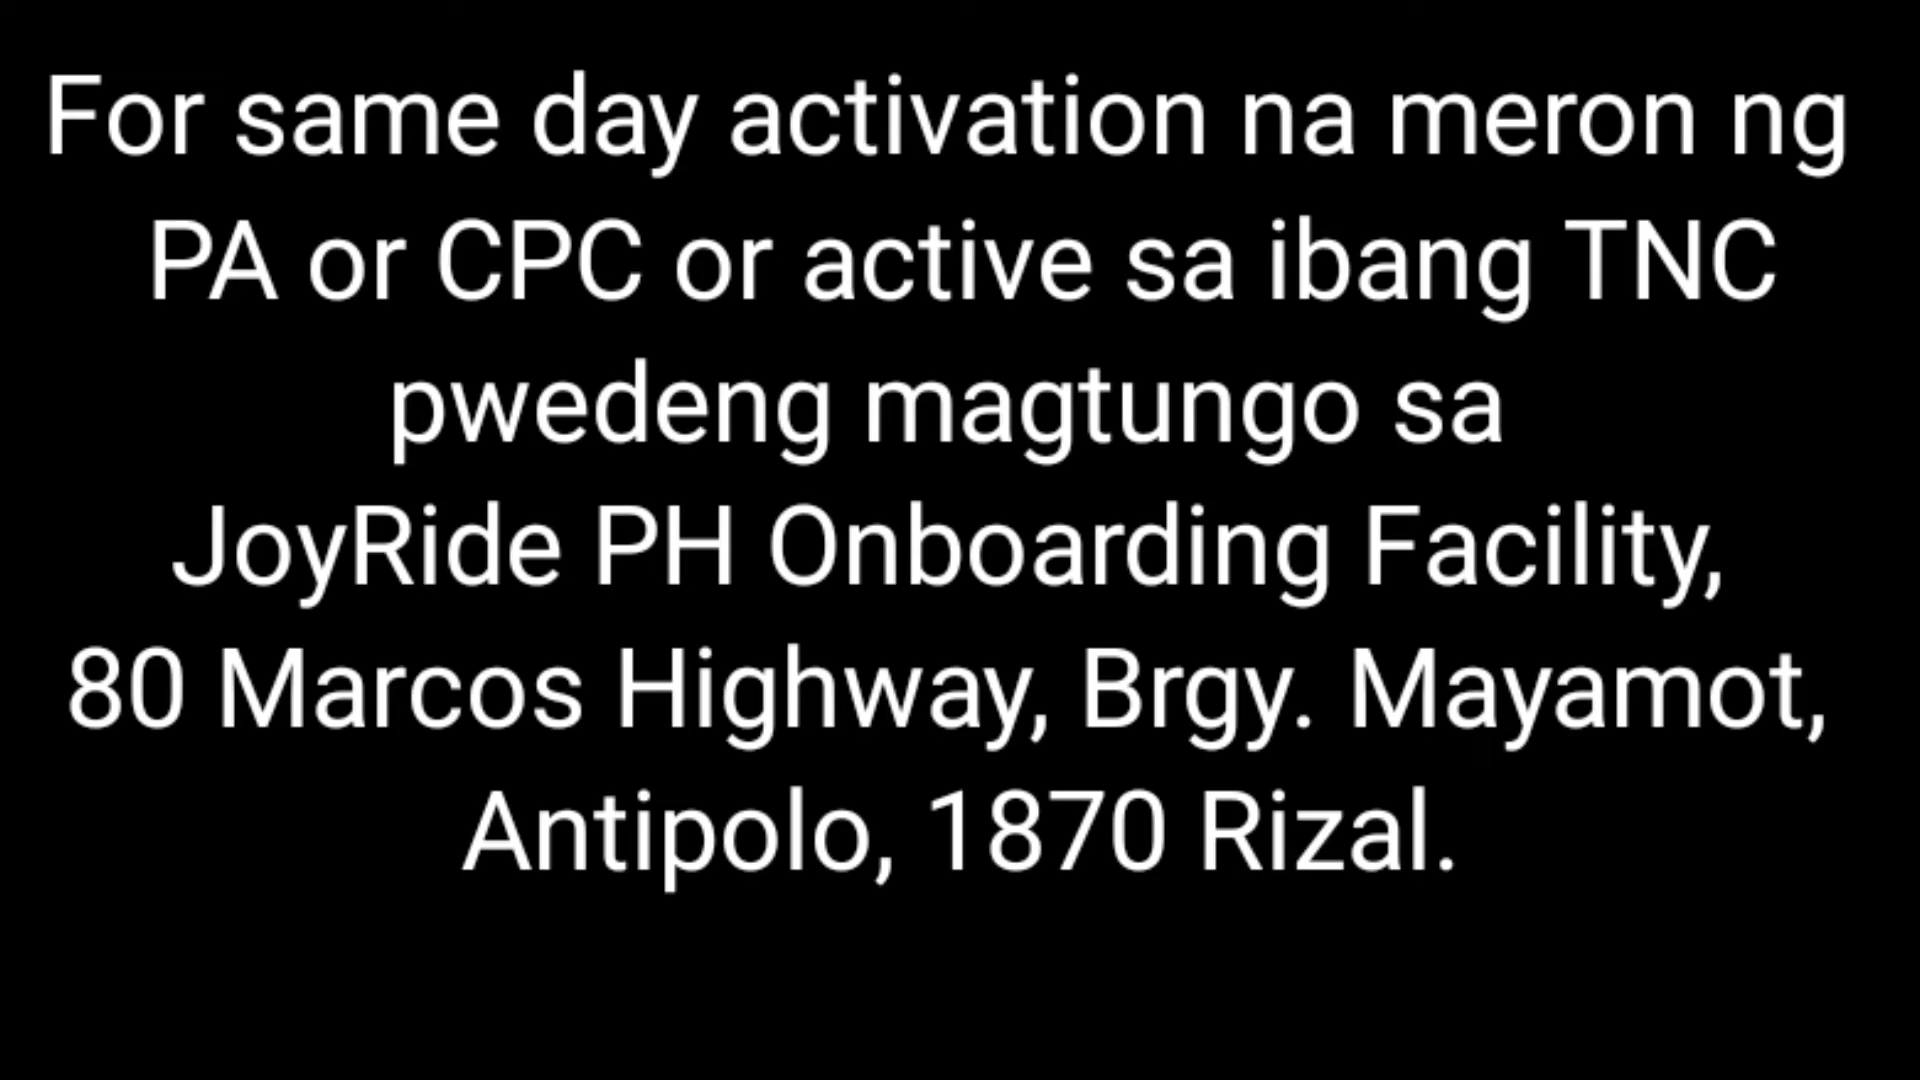 For same day activation na meron ng
PA or CPC or active sa ibang TNC
pwedeng magtungo sa
JoyRide PH Onboarding Facility,
80 Marcos Highway, Brgy. Mayamot,
Antipolo, 1870 Rizal.